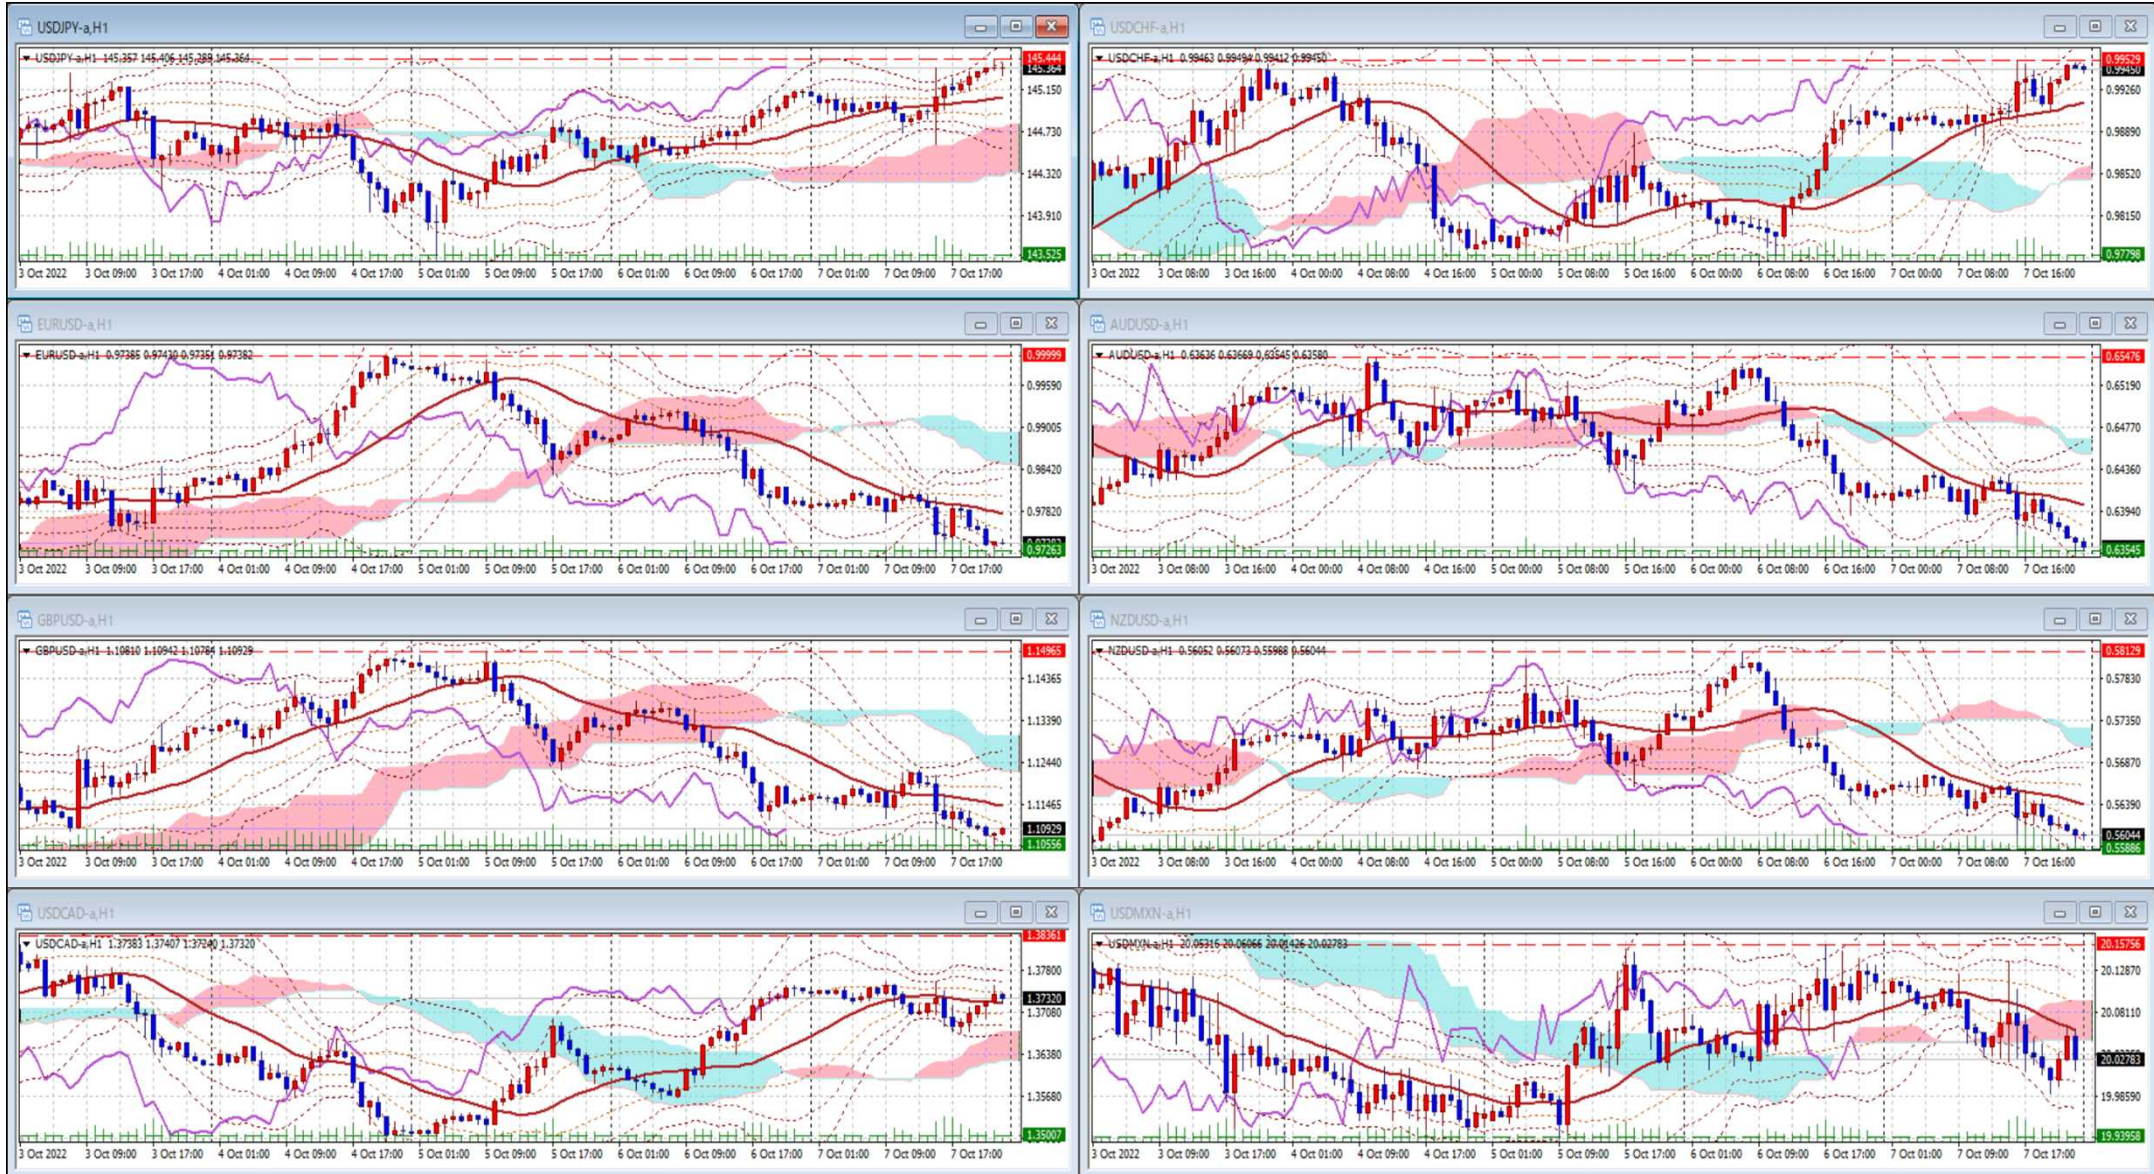 USDJPY-a,H1
USDJPY-a,H1 145.357 145.406 145.289 145.364
145.444
145.364
145.150
144.730
144.320
143.910
143.525
3 Oct 2022 3 Oct 09:00 3 Oct 17:00 4 Oct 01:00 4 Oct 09:00 4 Oct 17:00 5 Oct 01:00 5 Oct 09:00 5 Oct 17:00 6 Oct 01:00 6 Oct 09:00 6 Oct 17:00 7 Oct 01:00 7 Oct 09:00 7 Oct 17:00
USDCHF-a,H1
USDCHF-a,H1 0.99463 0.99494 0.99412 0.99450
0.99529
0.99450
0.99260
0.98890
0.98520
0.98150
0.97798
3 Oct 2022 3 Oct 08:00 3 Oct 16:00 4 Oct 00:00 4 Oct 08:00 4 Oct 16:00 5 Oct 00:00 5 Oct 08:00 5 Oct 16:00 6 Oct 00:00 6 Oct 08:00 6 Oct 16:00 7 Oct 00:00 7 Oct 08:00 7 Oct 16:00
EURUSD-a,H1
EURUSD-a,H1 0.97385 0.97430 0.97351 0.97382
0.99999
0.99590
0.99005
0.98420
0.97820
0.97263
3 Oct 2022 3 Oct 09:00 3 Oct 17:00 4 Oct 01:00 4 Oct 09:00 4 Oct 17:00 5 Oct 01:00 5 Oct 09:00 5 Oct 17:00 6 Oct 01:00 6 Oct 09:00 6 Oct 17:00 7 Oct 01:00 7 Oct 09:00 7 Oct 17:00
AUDUSD-a,H1
AUDUSD-a,H1 0.63636 0.63669 0.63545 0.63580
0.65476
0.65190
0.64770
0.64360
0.63940
0.63545
3 Oct 2022 3 Oct 08:00 3 Oct 16:00 4 Oct 00:00 4 Oct 08:00 4 Oct 16:00 5 Oct 00:00 5 Oct 08:00 5 Oct 16:00 6 Oct 00:00 6 Oct 08:00 6 Oct 16:00 7 Oct 00:00 7 Oct 08:00 7 Oct 16:00
GBPUSD-a,H1
GBPUSD-a,H1 1.10810 1.10942 1.10784 1.10929
1.14965
1.14365
1.13390
1.12440
1.11465
1.10929
1.10556
3 Oct 2022 3 Oct 09:00 3 Oct 17:00 4 Oct 01:00 4 Oct 09:00 4 Oct 17:00 5 Oct 01:00 5 Oct 09:00 5 Oct 17:00 6 Oct 01:00 6 Oct 09:00 6 Oct 17:00 7 Oct 01:00 7 Oct 09:00 7 Oct 17:00
NZDUSD-a,H1
NZDUSD-a,H1 0.56052 0.56073 0.55988 0.56044
0.58129
0.57830
0.57350
0.56870
0.56390
0.56044
0.55886
3 Oct 2022 3 Oct 08:00 3 Oct 16:00 4 Oct 00:00 4 Oct 08:00 4 Oct 16:00 5 Oct 00:00 5 Oct 08:00 5 Oct 16:00 6 Oct 00:00 6 Oct 08:00 6 Oct 16:00 7 Oct 00:00 7 Oct 08:00 7 Oct 16:00
USDCAD-a,H1
USDCAD-a,H1 1.37383 1.37407 1.37240 1.37320
1.38361
1.37800
1.37320
1.37080
1.36380
1.35680
1.35007
3 Oct 2022 3 Oct 09:00 3 Oct 17:00 4 Oct 01:00 4 Oct 09:00 4 Oct 17:00 5 Oct 01:00 5 Oct 09:00 5 Oct 17:00 6 Oct 01:00 6 Oct 09:00 6 Oct 17:00 7 Oct 01:00 7 Oct 09:00 7 Oct 17:00
USDMXN-a,H1
USDMXN-a,H1 20.05316 20.06066 20.01426 20.02783
20.15756
20.12870
20.08110
20.02783
19.98590
19.93958
3 Oct 2022 3 Oct 09:00 3 Oct 17:00 4 Oct 01:00 4 Oct 09:00 4 Oct 17:00 5 Oct 01:00 5 Oct 09:00 5 Oct 17:00 6 Oct 01:00 6 Oct 09:00 6 Oct 17:00 7 Oct 01:00 7 Oct 09:00 7 Oct 17:00